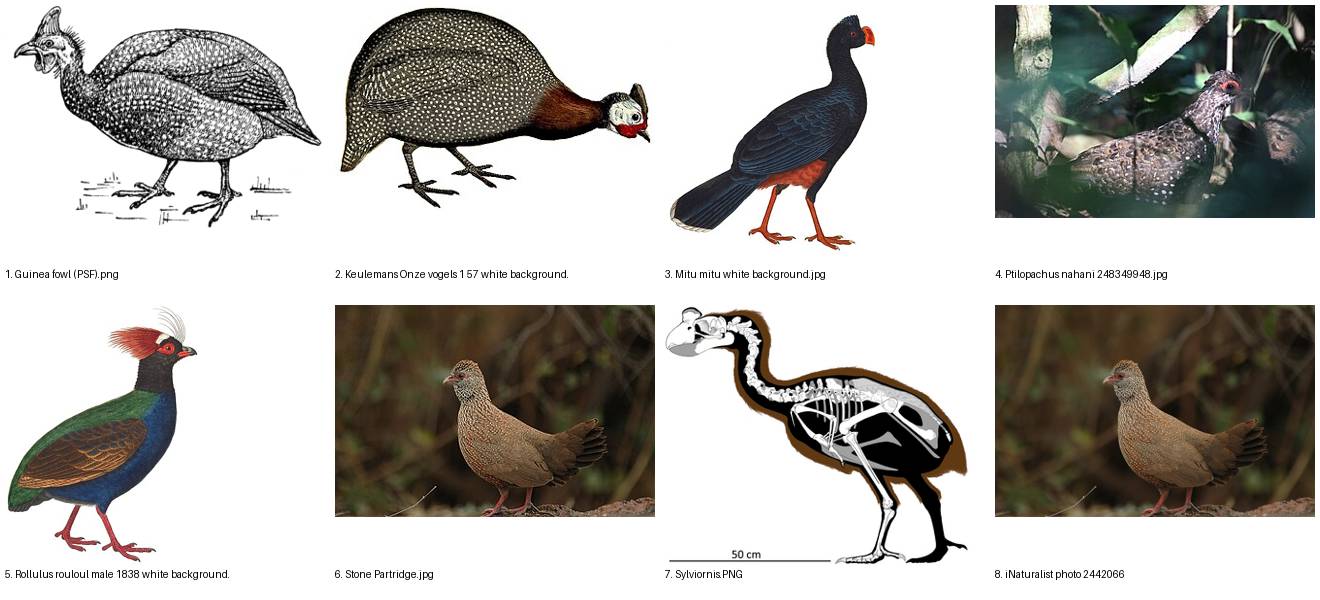 1. Guinea fowl (PSF).png
2. Keulemans Onze vogels 1 57 white background.
3. Mitu mitu white background.jpg
4. Ptilopachus nahani 248349948.jpg
5. Rollulus rouloul male 1838 white background.
6. Stone Partridge.jpg
50 cm
7. Sylviornis.PNG
8. iNaturalist photo 2442066